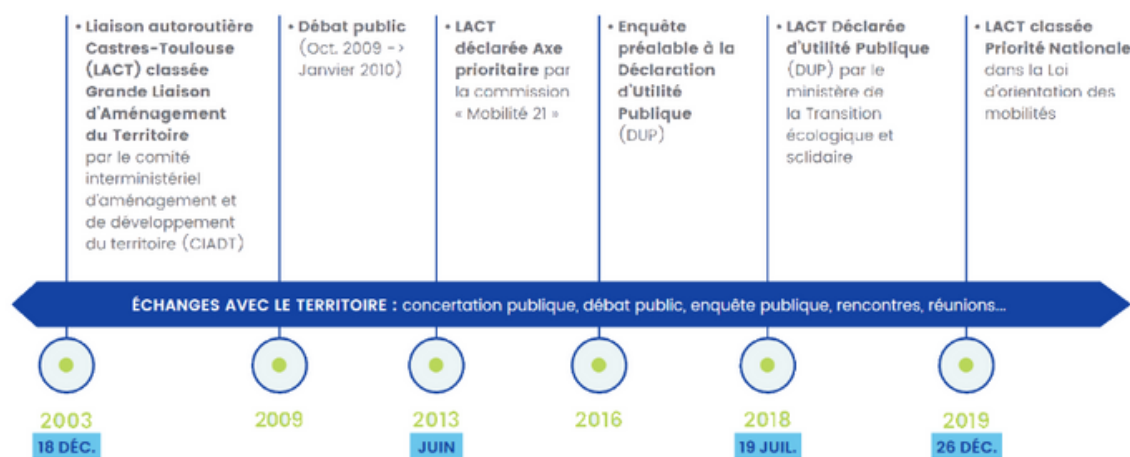 • Liaison autoroutière
Castres-Toulouse
(LACT) classée
Grande Liaison
d'Aménagement
du Territoire
par le comité
interministériel
d'aménagement et
de développement
du territoire (CIADT)
• Débat public
(Oct. 2009 ->
Janvier 2010)
• LACT
déclarée Axe
prioritaire par
la commission
« Mobilité 21 »
• Enquête
préalable à la
Déclaration
d'Utilité
Publique
(DUP)
• LACT Déclarée
d'Utilité Publique
(DUP) par le
ministère de
la Transition
écologique et
sclidaire
• LACT classée
Priorité Nationale
dans la Loi
d'orientation des
mobilités
ÉCHANGES AVEC LE TERRITOIRE : concertation publique, débat public, enquête publique, rencontres, réunions...
2003
18 DÉC.
2009
2013
JUIN
2016
2018
19 JUIL.
2019
26 DÉC.